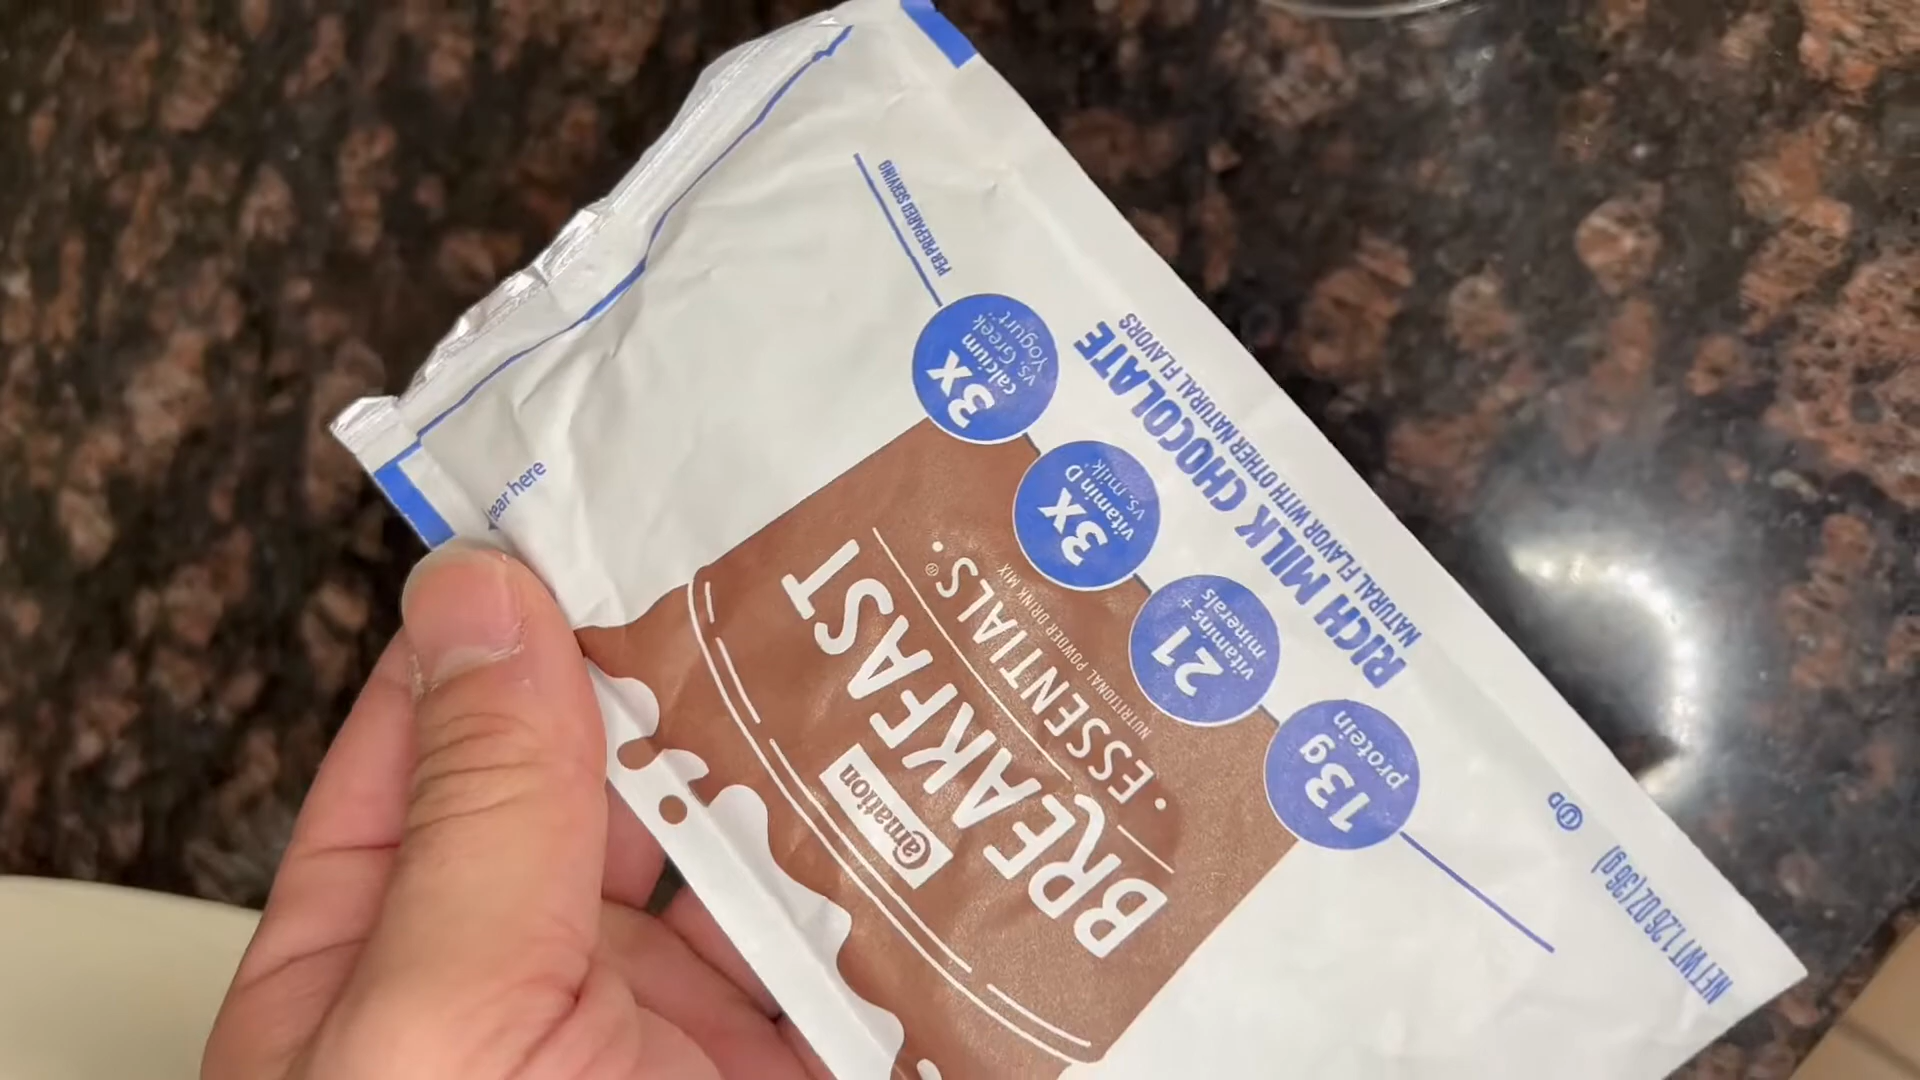 tear here
Carnation
BREAKFAST
• ESSENTIALS® •
NUTRITIONAL POWDER DRINK MIX
13g
protein
21
vitamins +
minerals
3X
vitamin D
vs. milk*
3X
calcium
vs. Greek
Yogurt**
PER PREPARED SERVING
RICH MILK CHOCOLATE
NATURAL FLAVOR WITH OTHER NATURAL FLAVORS
U D
NET WT 1.26 OZ (36 g)